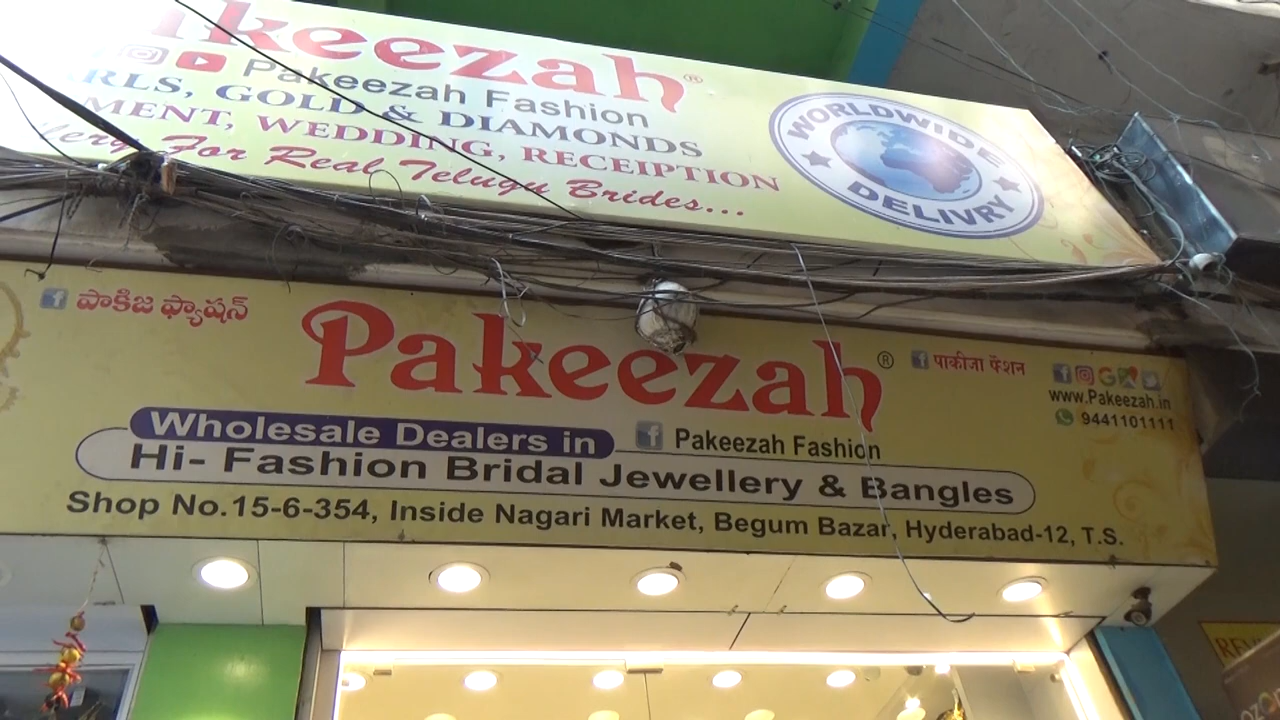 keezah®
Pakeezah Fashion
RLS, GOLD & DIAMONDS
MENT, WEDDING, RECEIPTION
For Real Telugu Brides...
WORLDWIDE
DELIVRY
పాకిజ ఫ్యాషన్
Pakeezah®
पाकीजा फॅशन
www.Pakeezah.in
9441101111
Wholesale Dealers in
Pakeezah Fashion
Hi- Fashion Bridal Jewellery & Bangles
Shop No.15-6-354, Inside Nagari Market, Begum Bazar, Hyderabad-12, T.S.